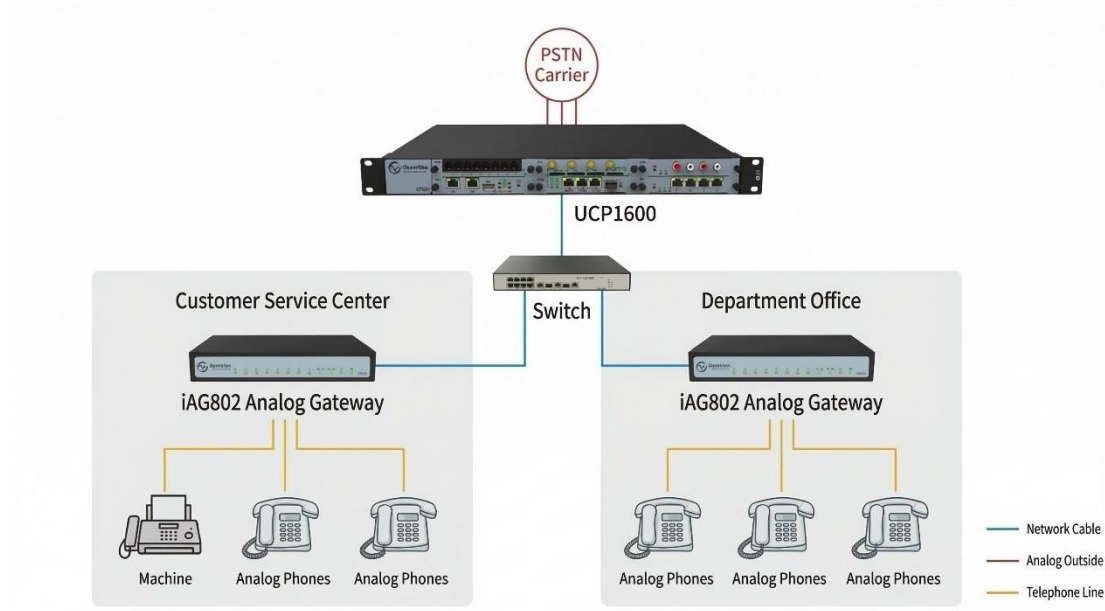 PSTN
Carrier
UCP1600
Switch
Customer Service Center
Department Office
iAG802 Analog Gateway
iAG802 Analog Gateway
Machine
Analog Phones
Analog Phones
Analog Phones
Analog Phones
Analog Phones
Network Cable
Analog Outside
Telephone Line